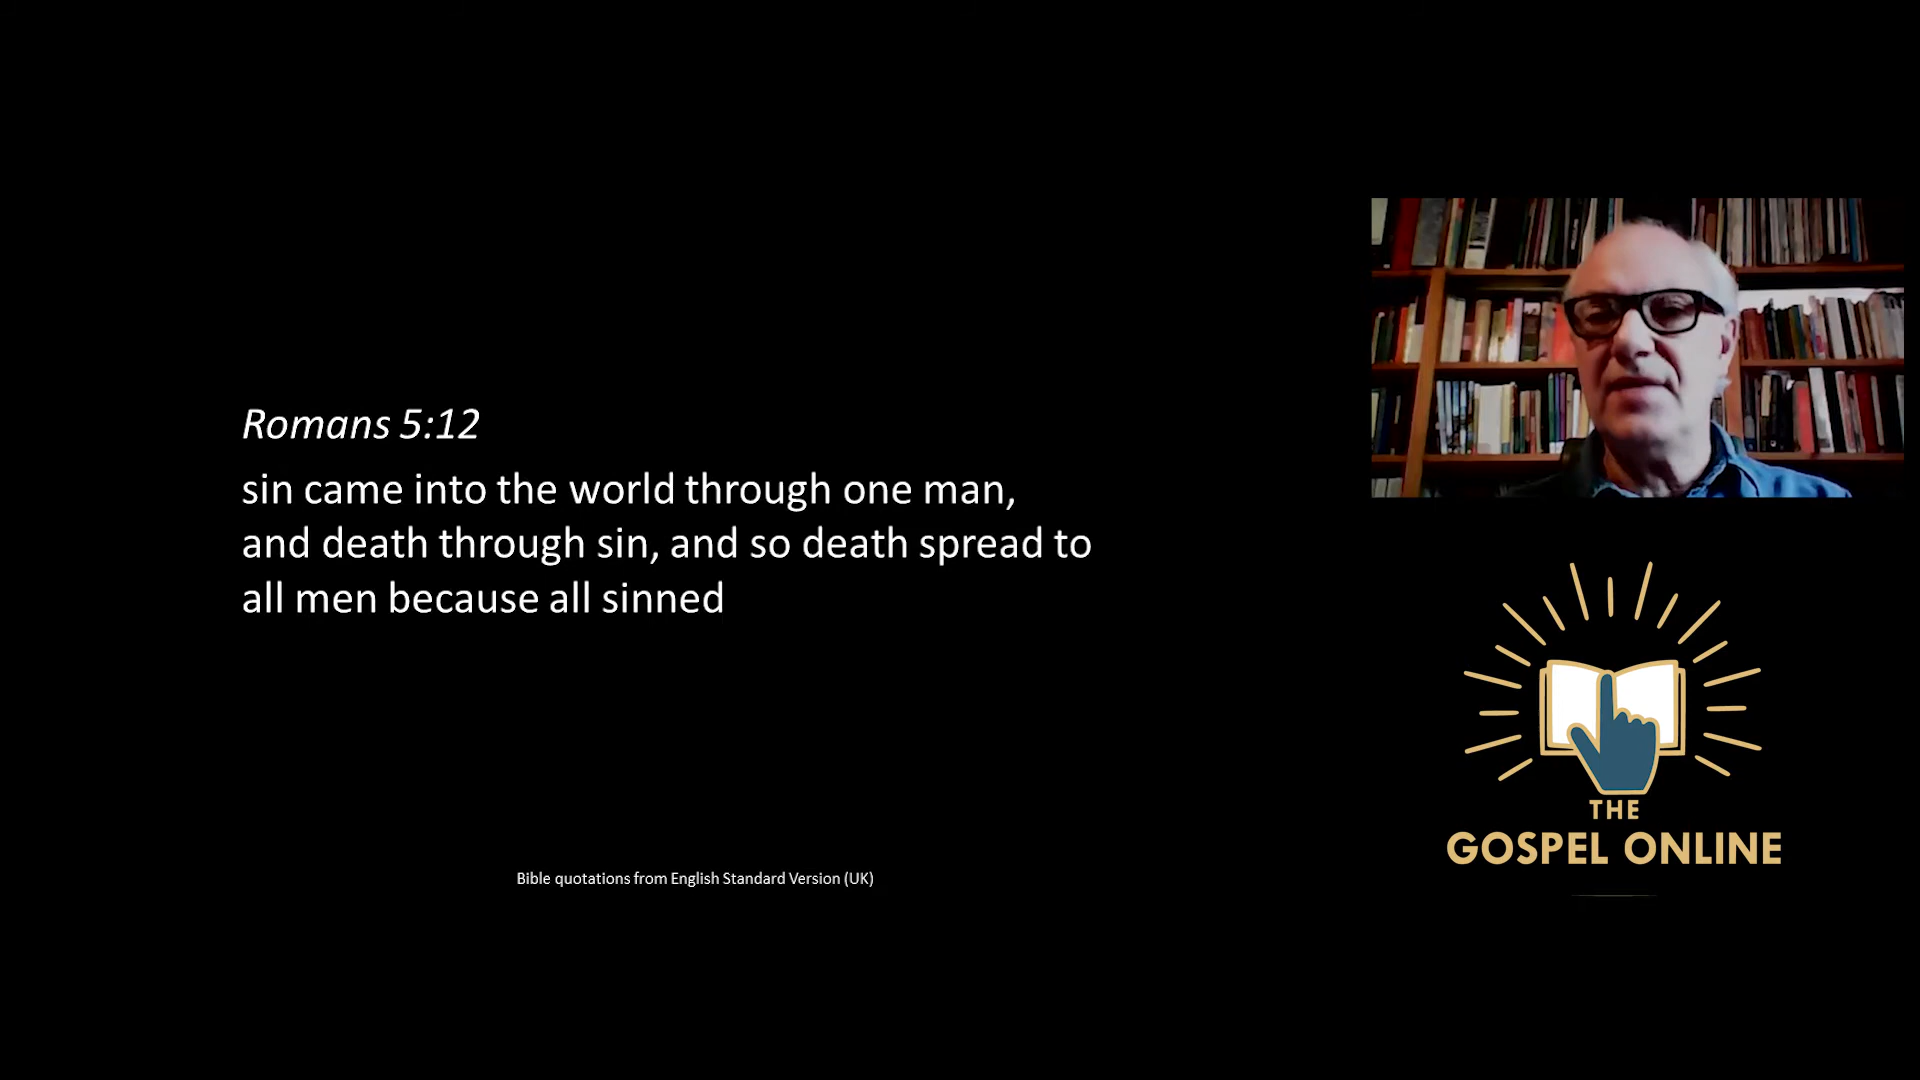 Romans 5:12
sin came into the world through one man,
and death through sin, and so death spread to
all men because all sinned
Bible quotations from English Standard Version (UK)
THE
GOSPEL ONLINE